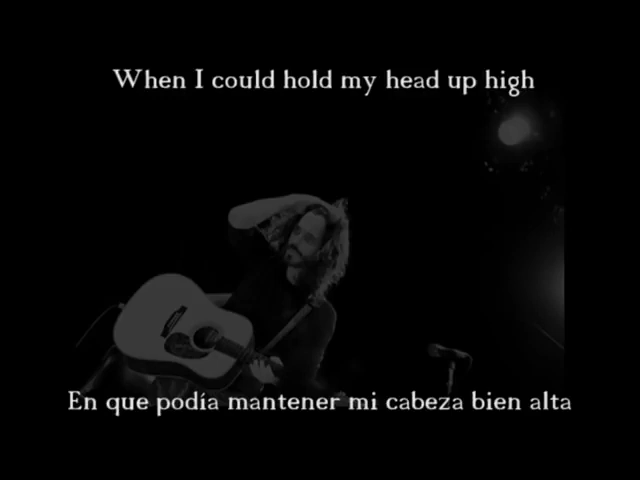 When I could hold my head up high
En que podía mantener mi cabeza bien alta